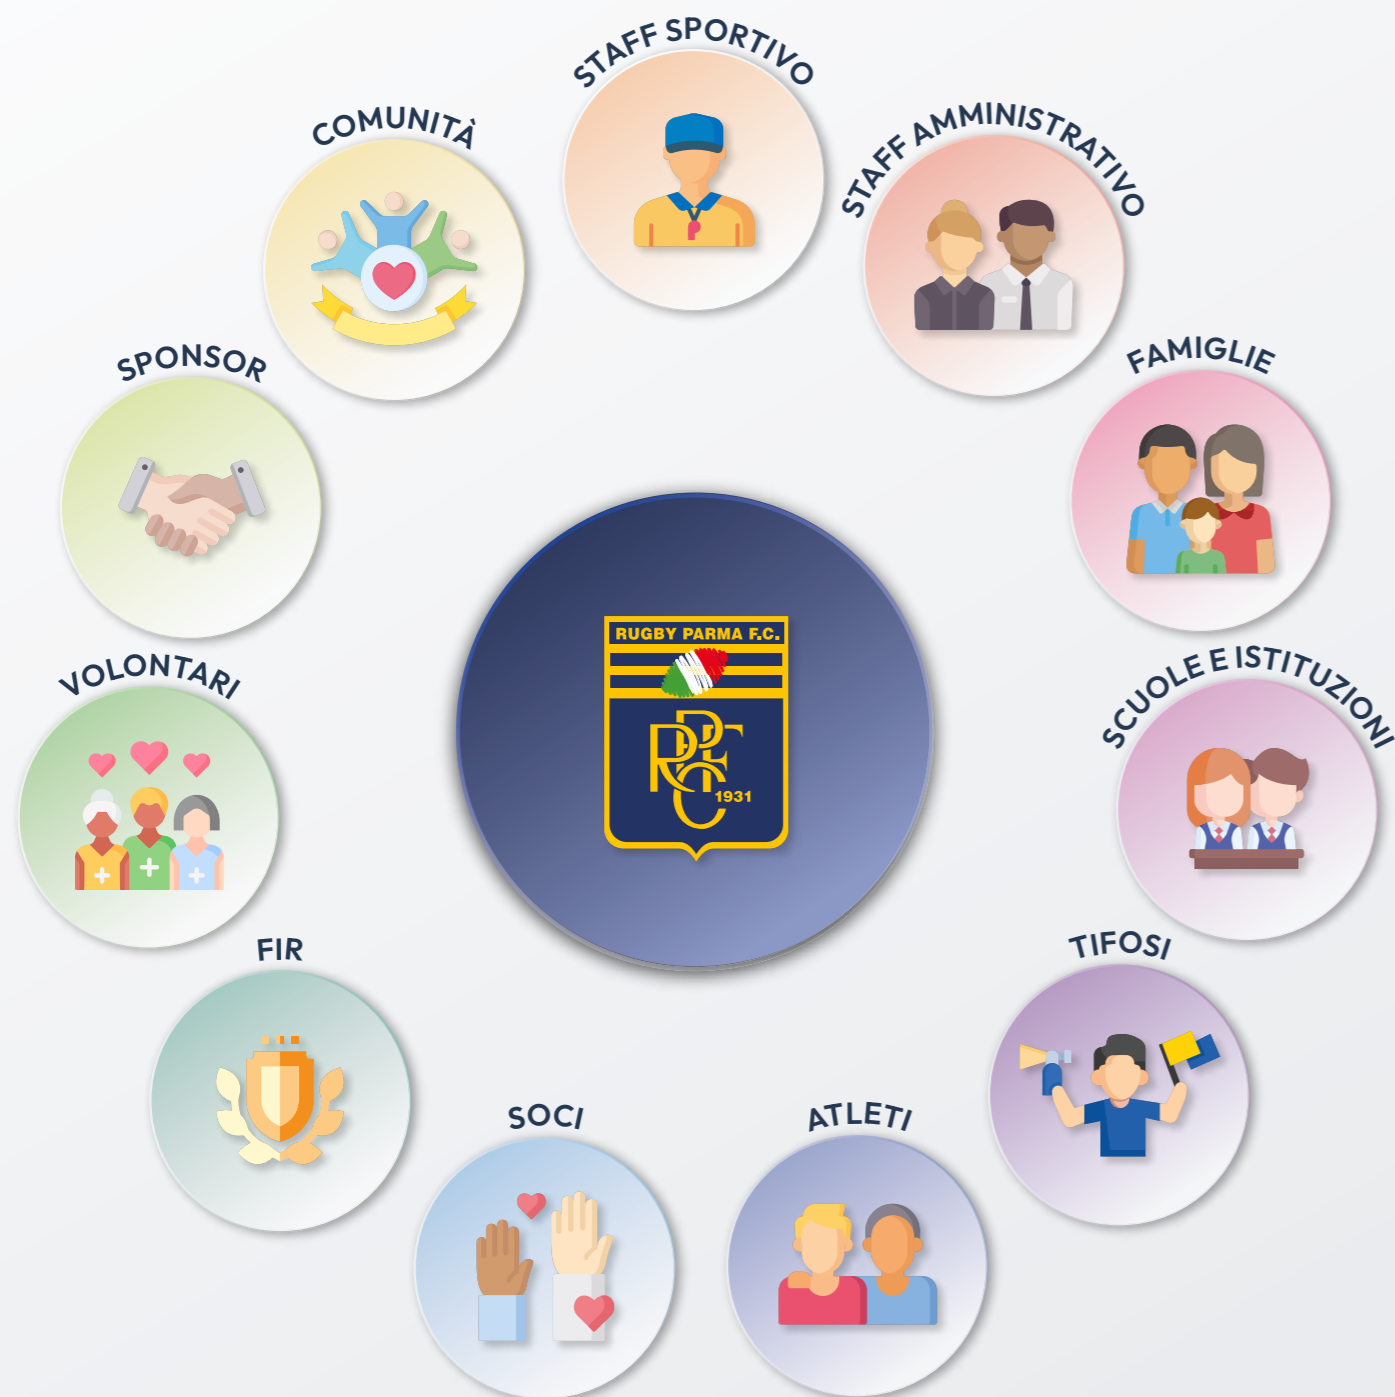 STAFF SPORTIVO
STAFF AMMINISTRATIVO
FAMIGLIE
SCUOLE E ISTITUZIONI
TIFOSI
ATLETI
SOCI
FIR
VOLONTARI
SPONSOR
COMUNITÀ
RUGBY PARMA F.C.
RPFC
1931